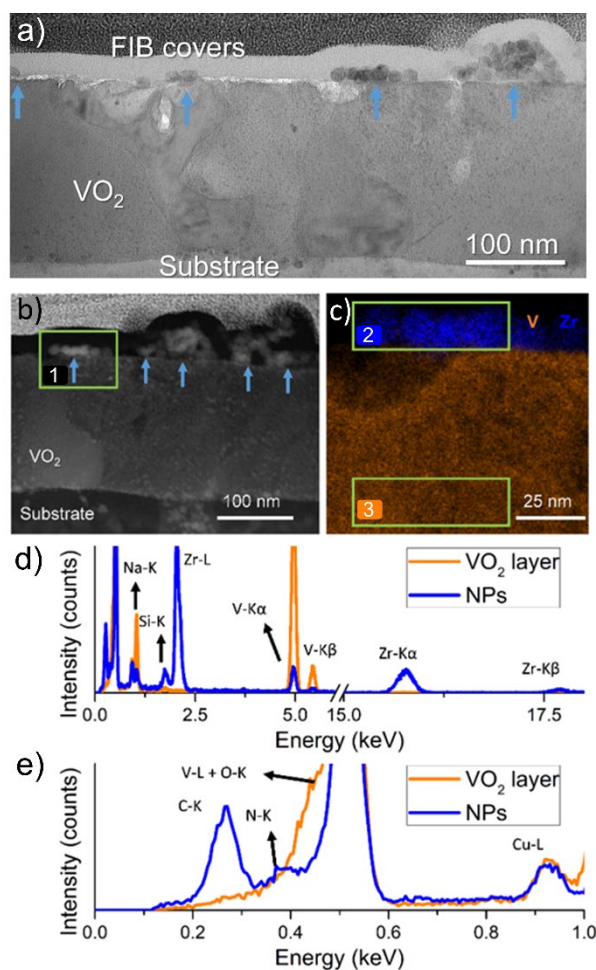 a)
FIB covers
VO₂
Substrate
100 nm
b)
1
VO₂
Substrate
100 nm
c)
2
V
Zr
3
25 nm
d)
Intensity (counts)
Na-K
Si-K
Zr-L
V-Kα
V-Kβ
Zr-Kα
Zr-Kβ
VO₂ layer
NPs
0.0 2.5 5.0 15.0 17.5
Energy (keV)
e)
Intensity (counts)
V-L + O-K
C-K
N-K
Cu-L
VO₂ layer
NPs
0.0 0.2 0.4 0.6 0.8 1.0
Energy (keV)